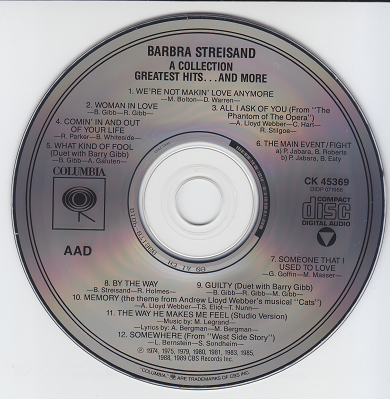 BARBRA STREISAND
A COLLECTION
GREATEST HITS...AND MORE
1. WE'RE NOT MAKIN' LOVE ANYMORE
—M. Bolton—D. Warren—
2. WOMAN IN LOVE
—B. Gibb—R. Gibb—
3. ALL I ASK OF YOU (From "The
Phantom of The Opera")
—A. Lloyd Webber—C. Hart—
R. Stilgoe—
4. COMIN' IN AND OUT
OF YOUR LIFE
—R. Parker—B. Whiteside—
5. WHAT KIND OF FOOL
(Duet with Barry Gibb)
—B. Gibb—A. Galuten—
6. THE MAIN EVENT/FIGHT
a) P. Jabara, B. Roberts
b) P. Jabara, B. Esty
COLUMBIA
CK 45369
DIDP 071956
COMPACT
disc
DIGITAL AUDIO
AAD
7. SOMEONE THAT I
USED TO LOVE
—G. Goffin—M. Masser—
8. BY THE WAY
—B. Streisand—R. Holmes—
9. GUILTY (Duet with Barry Gibb)
—B. Gibb—R. Gibb—M. Gibb—
10. MEMORY (the theme from Andrew Lloyd Webber's musical "Cats")
—A. Lloyd Webber—T.S. Eliot—T. Nunn—
11. THE WAY HE MAKES ME FEEL (Studio Version)
—Music by: M. Legrand—
—Lyrics by: A. Bergman—M. Bergman—
12. SOMEWHERE (From "West Side Story")
—L. Bernstein—S. Sondheim—
℗ 1974, 1975, 1979, 1980, 1981, 1983, 1985,
1988, 1989 CBS Records Inc.
COLUMBIA, ARE TRADEMARKS OF CBS INC.